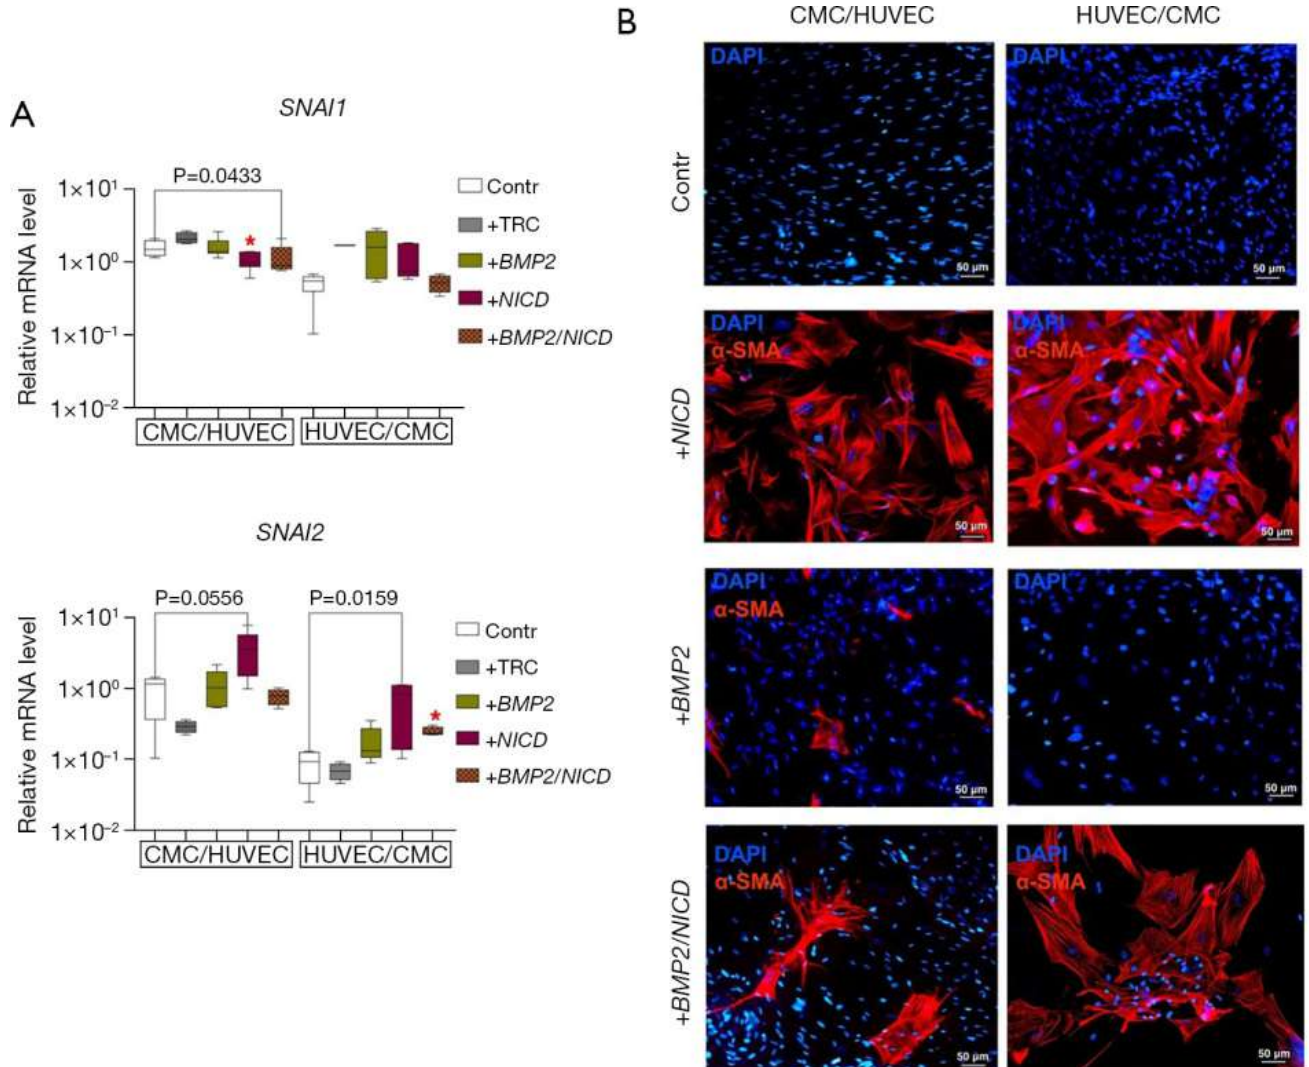 A
SNAI1
Relative mRNA level
1×10¹
1×10⁰
1×10⁻¹
1×10⁻²
P=0.0433
*
CMC/HUVEC
HUVEC/CMC
Contr
+TRC
+BMP2
+NICD
+BMP2/NICD
SNAI2
Relative mRNA level
1×10¹
1×10⁰
1×10⁻¹
1×10⁻²
P=0.0556
P=0.0159
*
CMC/HUVEC
HUVEC/CMC
Contr
+TRC
+BMP2
+NICD
+BMP2/NICD
B
CMC/HUVEC
HUVEC/CMC
Contr
DAPI
50 µm
DAPI
50 µm
+NICD
DAPI
α-SMA
50 µm
DAPI
α-SMA
50 µm
+BMP2
DAPI
α-SMA
50 µm
DAPI
50 µm
+BMP2/NICD
DAPI
α-SMA
50 µm
DAPI
α-SMA
50 µm